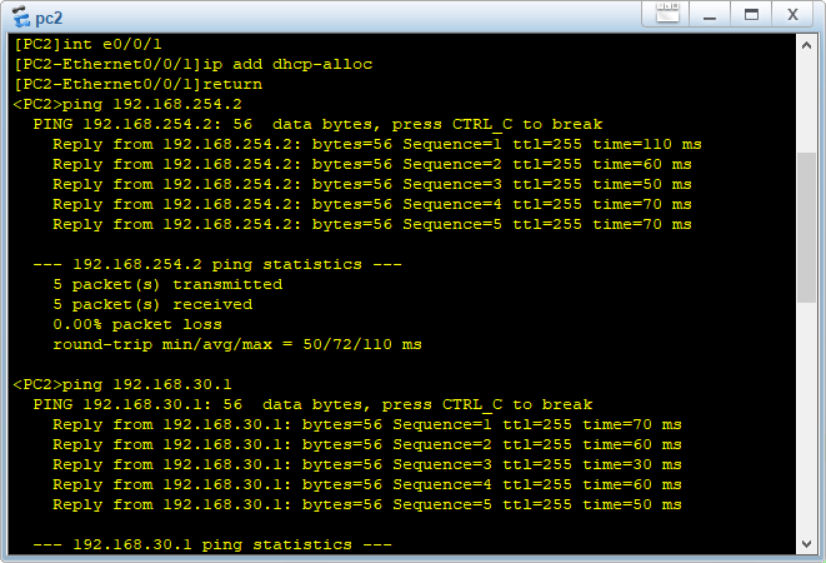 pc2
[PC2]int e0/0/1
[PC2-Ethernet0/0/1]ip add dhcp-alloc
[PC2-Ethernet0/0/1]return
<PC2>ping 192.168.254.2
PING 192.168.254.2: 56  data bytes, press CTRL_C to break
Reply from 192.168.254.2: bytes=56 Sequence=1 ttl=255 time=110 ms
Reply from 192.168.254.2: bytes=56 Sequence=2 ttl=255 time=60 ms
Reply from 192.168.254.2: bytes=56 Sequence=3 ttl=255 time=50 ms
Reply from 192.168.254.2: bytes=56 Sequence=4 ttl=255 time=70 ms
Reply from 192.168.254.2: bytes=56 Sequence=5 ttl=255 time=70 ms
--- 192.168.254.2 ping statistics ---
5 packet(s) transmitted
5 packet(s) received
0.00% packet loss
round-trip min/avg/max = 50/72/110 ms
<PC2>ping 192.168.30.1
PING 192.168.30.1: 56  data bytes, press CTRL_C to break
Reply from 192.168.30.1: bytes=56 Sequence=1 ttl=255 time=70 ms
Reply from 192.168.30.1: bytes=56 Sequence=2 ttl=255 time=60 ms
Reply from 192.168.30.1: bytes=56 Sequence=3 ttl=255 time=30 ms
Reply from 192.168.30.1: bytes=56 Sequence=4 ttl=255 time=60 ms
Reply from 192.168.30.1: bytes=56 Sequence=5 ttl=255 time=50 ms
--- 192.168.30.1 ping statistics ---